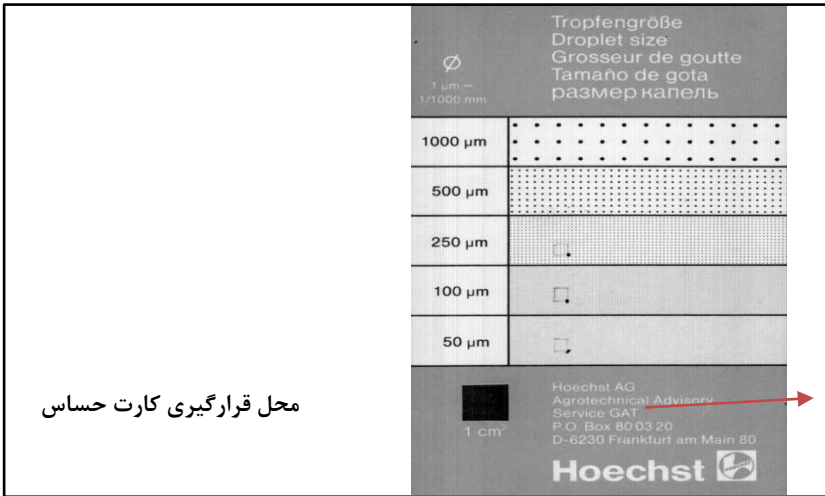 Tropfengröße
Droplet size
Grosseur de goutte
Tamaño de gota
размер капель
Ø
1 µm =
1/1000 mm
1000 µm
500 µm
250 µm
100 µm
50 µm
محل قرارگیری کارت حساس
1 cm²
Hoechst AG
Agrotechnical Advisory
Service GAT
P.O. Box 80 03 20
D-6230 Frankfurt am Main 80
Hoechst